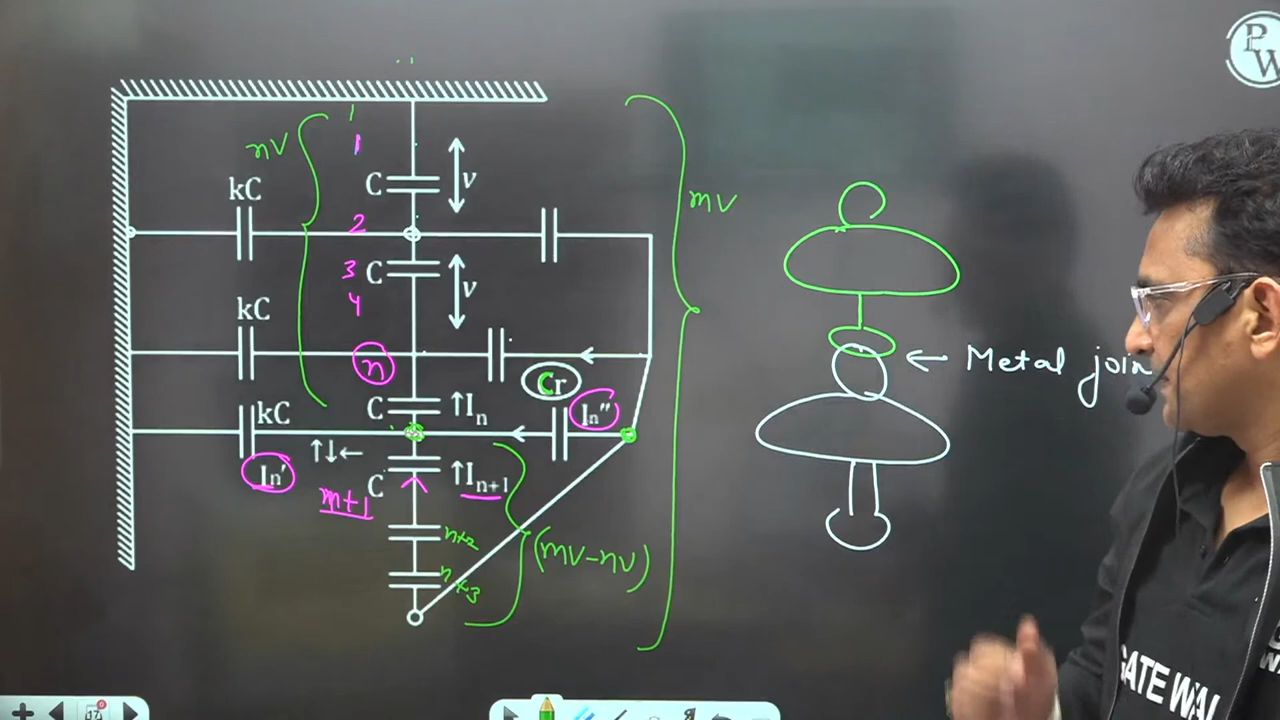 P
W
1
nV
1
C
v
mV
kC
2
3
C
v
4
kC
n
← Metal join
Cr
kC
C
↑In
In''
In'
↑↓←
C
↑In+1
m+1
n+2
(mV-nV)
n+3
GATE WAL